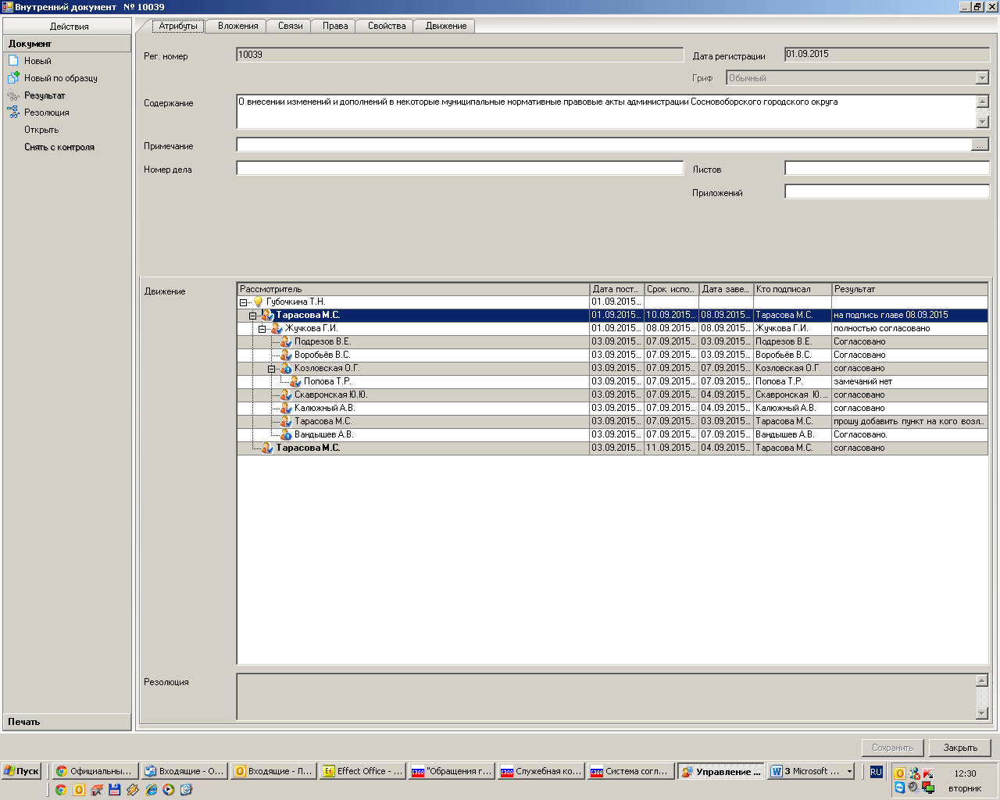 Внутренний документ № 10039
Действия
Документ
Новый
Новый по образцу
Результат
Резолюция
Открыть
Снять с контроля
Печать
Атрибуты Вложения Связи Права Свойства Движение
Рег. номер 10039 Дата регистрации 01.09.2015
Гриф Обычный
Содержание О внесении изменений и дополнений в некоторые муниципальные нормативные правовые акты администрации Сосновоборского городского округа
Примечание ...
Номер дела Листов
Приложений
Движение
Рассмотритель Дата пост... Срок испо... Дата заве... Кто подписал Результат
Губочкина Т.Н. 01.09.2015...
Тарасова М.С. 01.09.2015... 10.09.2015... 08.09.2015... Тарасова М.С. на подпись главе 08.09.2015
Жучкова Г.И. 01.09.2015... 08.09.2015... 08.09.2015... Жучкова Г.И. полностью согласовано
Подрезов В.Е. 03.09.2015... 07.09.2015... 03.09.2015... Подрезов В.Е. Согласовано
Воробьёв В.С. 03.09.2015... 07.09.2015... 03.09.2015... Воробьёв В.С. Согласовано
Козловская О.Г. 03.09.2015... 07.09.2015... 07.09.2015... Козловская О.Г. согласовано
Попова Т.Р. 03.09.2015... 07.09.2015... 07.09.2015... Попова Т.Р. замечаний нет
Скавронская Ю.Ю. 03.09.2015... 07.09.2015... 04.09.2015... Скавронская Ю.... согласовано
Калюжный А.В. 03.09.2015... 07.09.2015... 04.09.2015... Калюжный А.В. согласовано
Тарасова М.С. 03.09.2015... 07.09.2015... 03.09.2015... Тарасова М.С. прошу добавить пункт на кого возл...
Вандышев А.В. 03.09.2015... 07.09.2015... 07.09.2015... Вандышев А.В. Согласовано.
Тарасова М.С. 03.09.2015... 11.09.2015... 04.09.2015... Тарасова М.С. согласовано
Резолюция
Сохранить Закрыть
Пуск Официальны... Входящие - О... Входящие - Л... Effect Office - ... "Обращения г... Служебная ко... Система согл... Управление ... 3 Microsoft ... RU 12:30
вторник